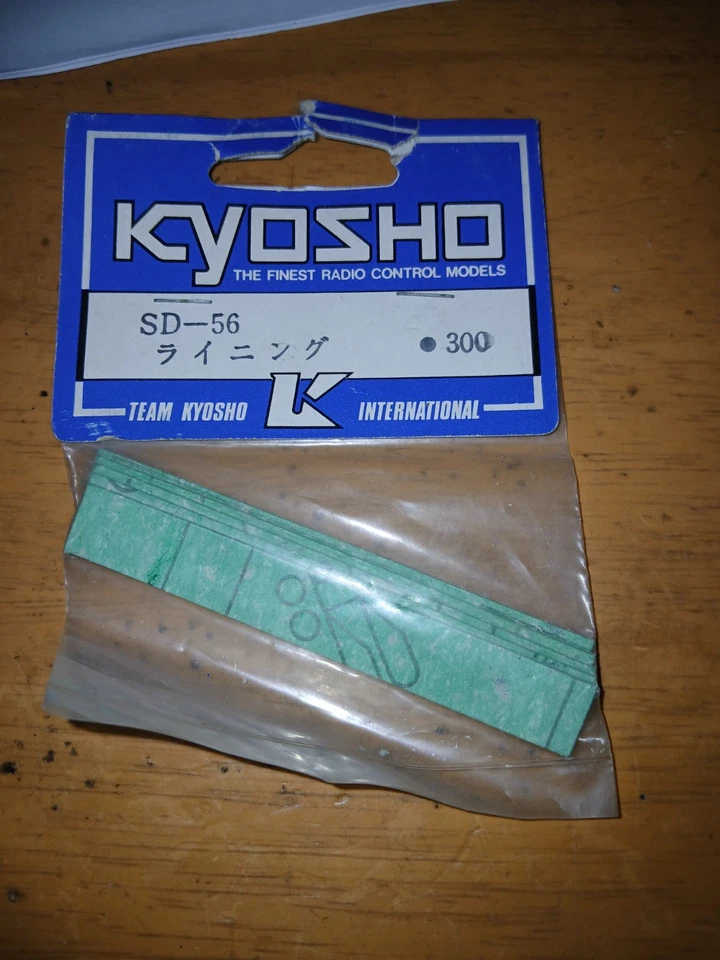 KYOSHO
THE FINEST RADIO CONTROL MODELS
SD-56
ライニング
● 300
TEAM KYOSHO K INTERNATIONAL